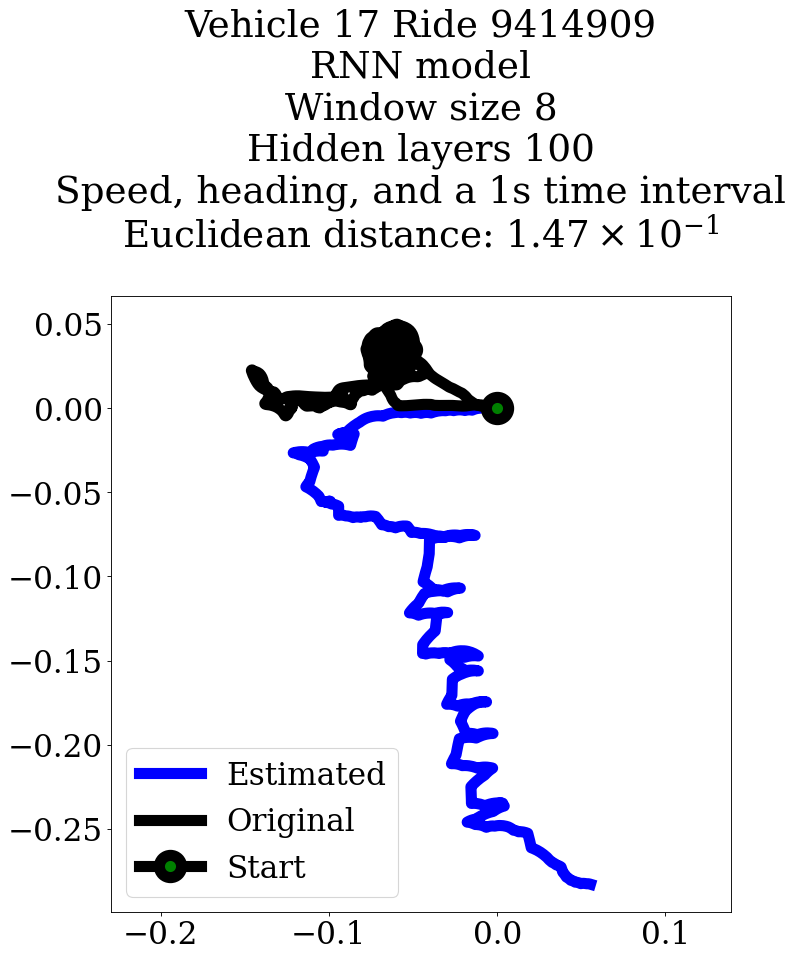 Vehicle 17 Ride 9414909
RNN model
Window size 8
Hidden layers 100
Speed, heading, and a 1s time interval
Euclidean distance: 1.47 × 10⁻¹
0.05
0.00
−0.05
−0.10
−0.15
−0.20
−0.25
Estimated
Original
Start
−0.2 −0.1 0.0 0.1